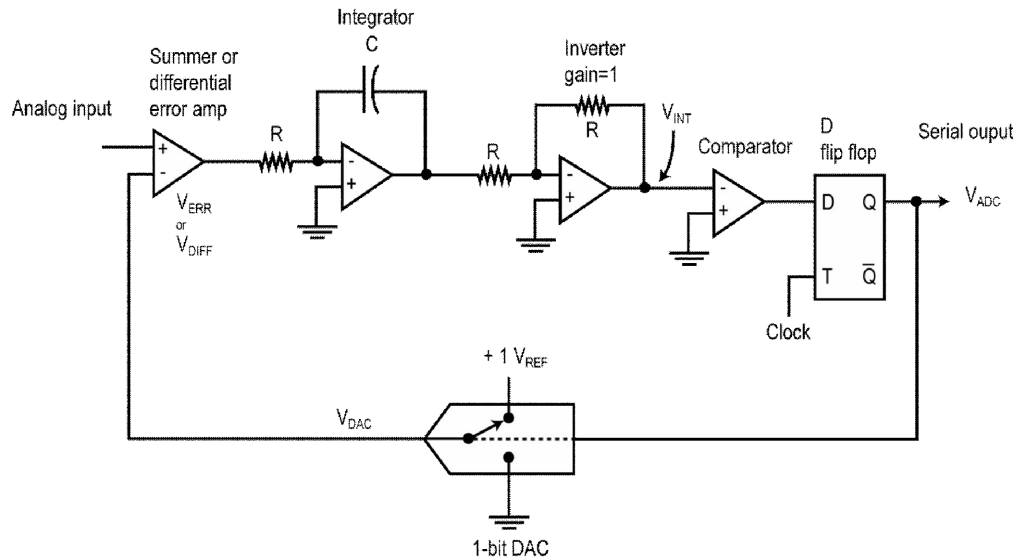 Integrator
C
Summer or
differential
error amp
Inverter
gain=1
Analog input
R
R
R
V_INT
Comparator
D
flip flop
Serial ouput
-
+
-
+
-
+
-
+
+
-
D Q
V_ADC
V_ERR
or
V_DIFF
T Q̅
Clock
+ 1 V_REF
V_DAC
1-bit DAC